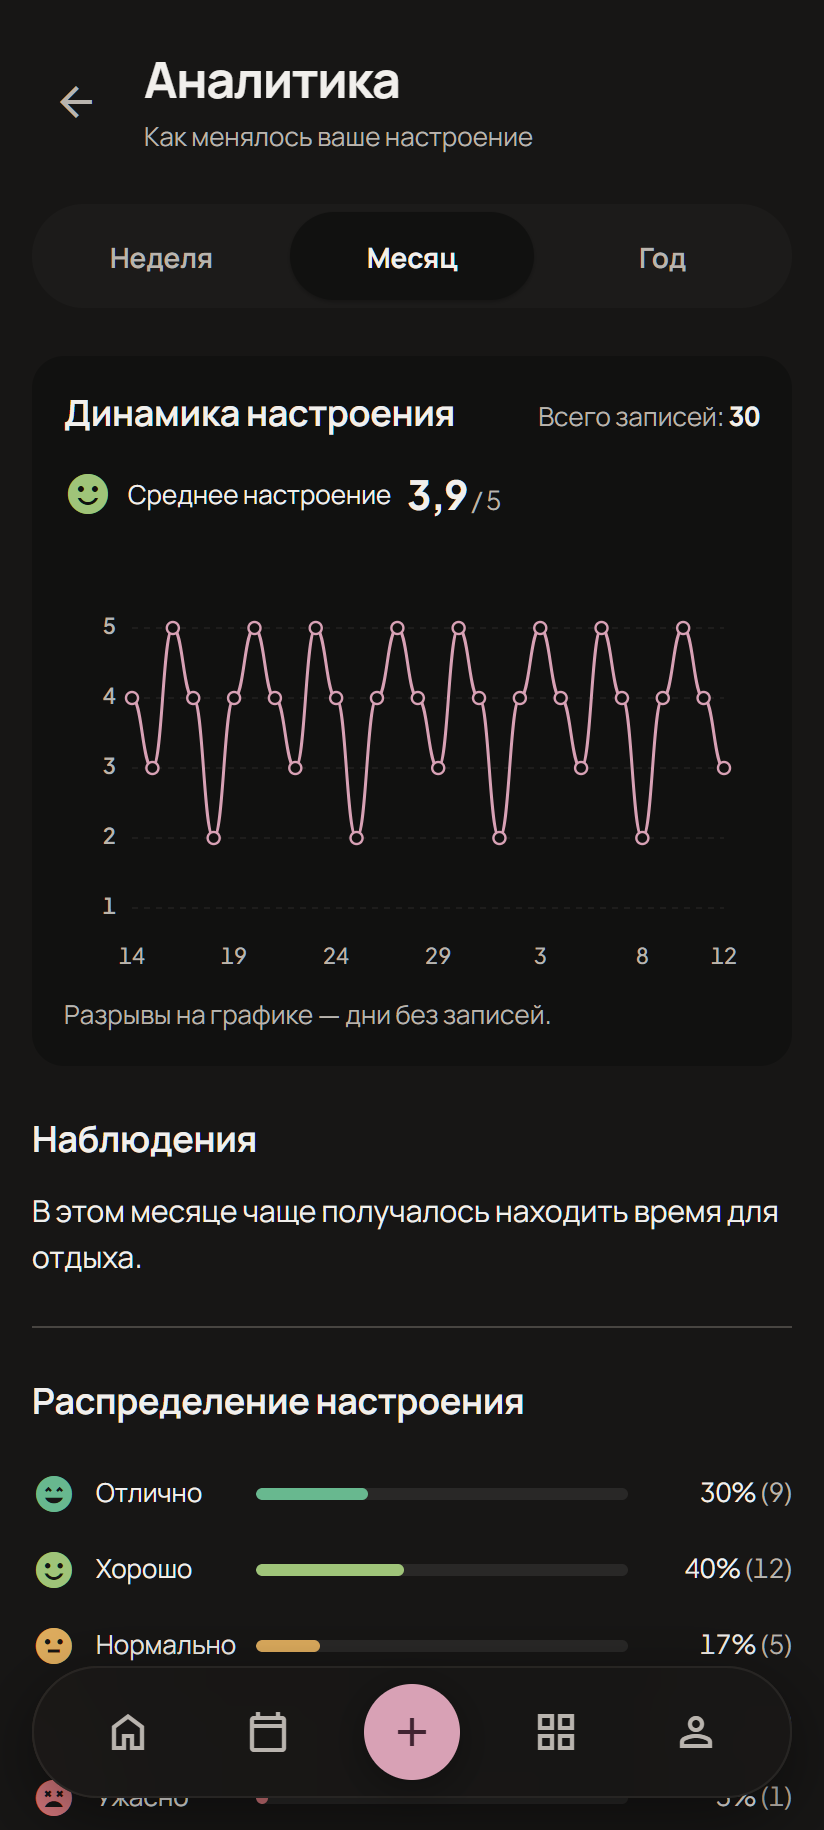 Аналитика
Как менялось ваше настроение
Неделя Месяц Год
Динамика настроения Всего записей: 30
Среднее настроение 3,9 / 5
5
4
3
2
1
14 19 24 29 3 8 12
Разрывы на графике — дни без записей.
Наблюдения
В этом месяце чаще получалось находить время для
отдыха.
Распределение настроения
Отлично 30% (9)
Хорошо 40% (12)
Нормально 17% (5)
Ужасно (1)